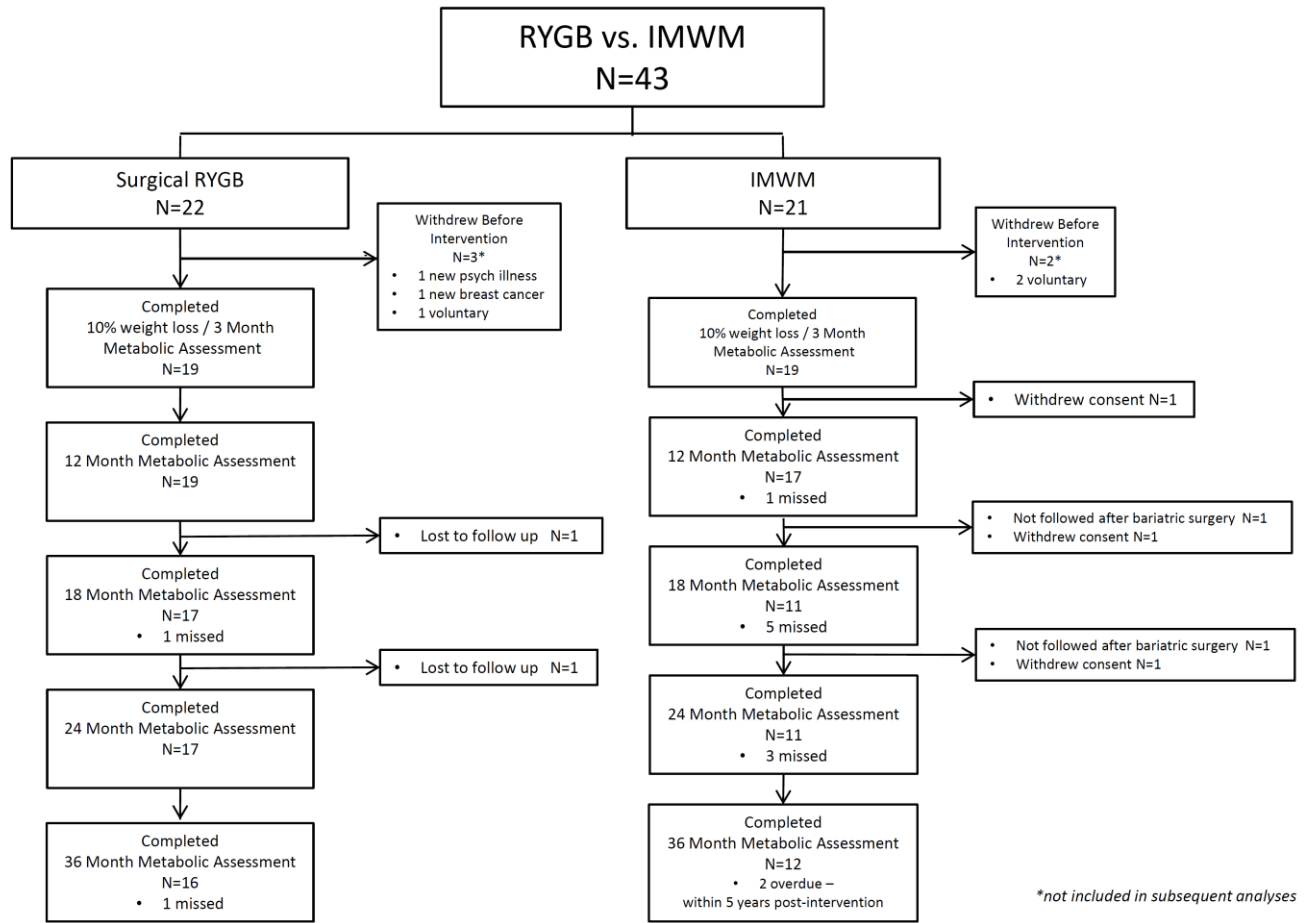 RYGB vs. IMWM
N=43
Surgical RYGB
N=22
IMWM
N=21
Withdrew Before
Intervention
N=3*
• 1 new psych illness
• 1 new breast cancer
• 1 voluntary
Withdrew Before
Intervention
N=2*
• 2 voluntary
Completed
10% weight loss / 3 Month
Metabolic Assessment
N=19
Completed
10% weight loss / 3 Month
Metabolic Assessment
N=19
• Withdrew consent N=1
Completed
12 Month Metabolic Assessment
N=19
Completed
12 Month Metabolic Assessment
N=17
• 1 missed
• Lost to follow up N=1
• Not followed after bariatric surgery N=1
• Withdrew consent N=1
Completed
18 Month Metabolic Assessment
N=17
• 1 missed
Completed
18 Month Metabolic Assessment
N=11
• 5 missed
• Lost to follow up N=1
• Not followed after bariatric surgery N=1
• Withdrew consent N=1
Completed
24 Month Metabolic Assessment
N=17
Completed
24 Month Metabolic Assessment
N=11
• 3 missed
Completed
36 Month Metabolic Assessment
N=16
• 1 missed
Completed
36 Month Metabolic Assessment
N=12
• 2 overdue –
within 5 years post-intervention
*not included in subsequent analyses